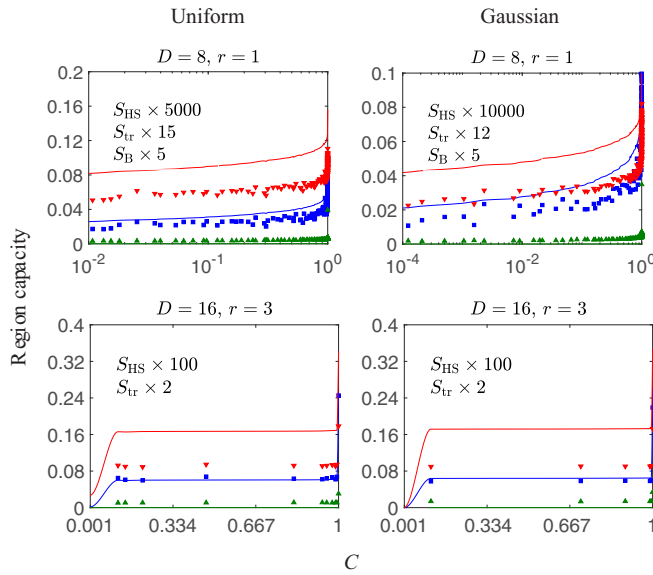 Uniform
Gaussian
D = 8, r = 1
D = 8, r = 1
0.2
0.16
0.12
0.08
0.04
0
S_HS × 5000
S_tr × 15
S_B × 5
10^-2
10^-1
10^0
0.1
0.08
0.06
0.04
0.02
0
S_HS × 10000
S_tr × 12
S_B × 5
10^-4
10^-2
10^0
Region capacity
D = 16, r = 3
D = 16, r = 3
0.4
0.32
0.24
0.16
0.08
0
S_HS × 100
S_tr × 2
0.001
0.334
0.667
1
0.4
0.32
0.24
0.16
0.08
0
S_HS × 100
S_tr × 2
0.001
0.334
0.667
1
C